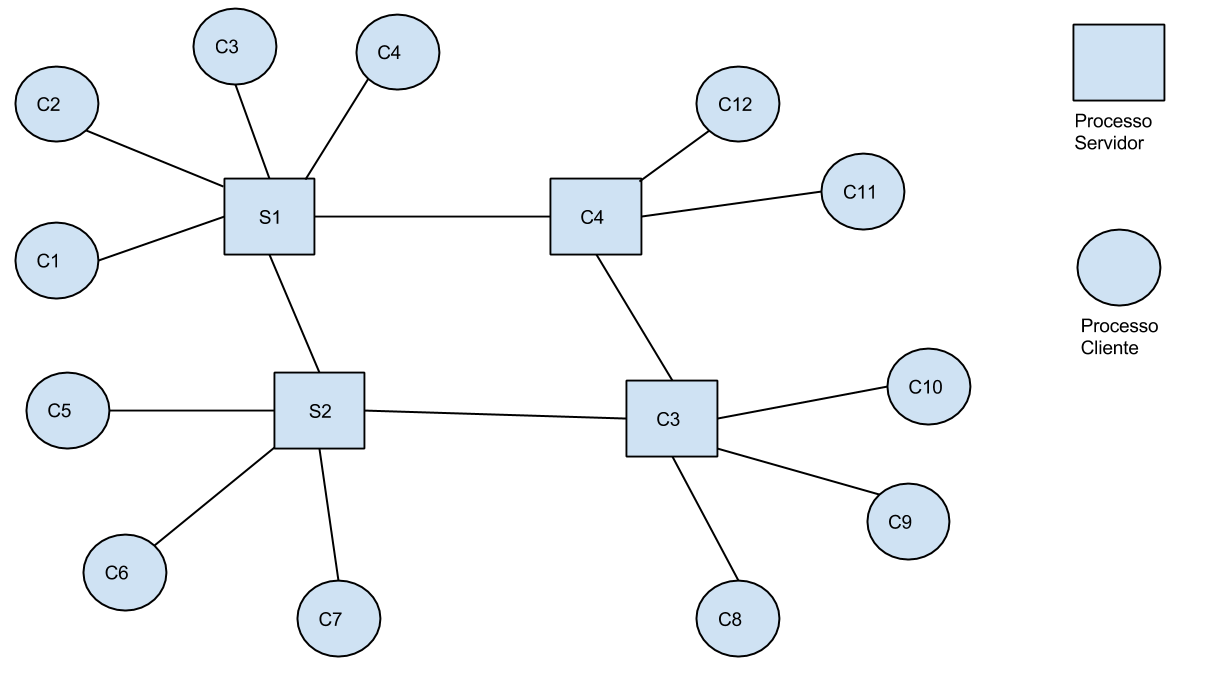 C3
C4
C2
C12
C11
S1
C4
C1
C10
C5
S2
C3
C9
C6
C7
C8
Processo
Servidor
Processo
Cliente